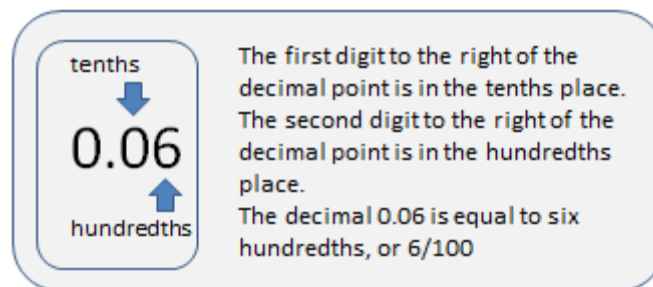 tenths
0.06
hundredths
The first digit to the right of the
decimal point is in the tenths place.
The second digit to the right of the
decimal point is in the hundredths
place.
The decimal 0.06 is equal to six
hundredths, or 6/100